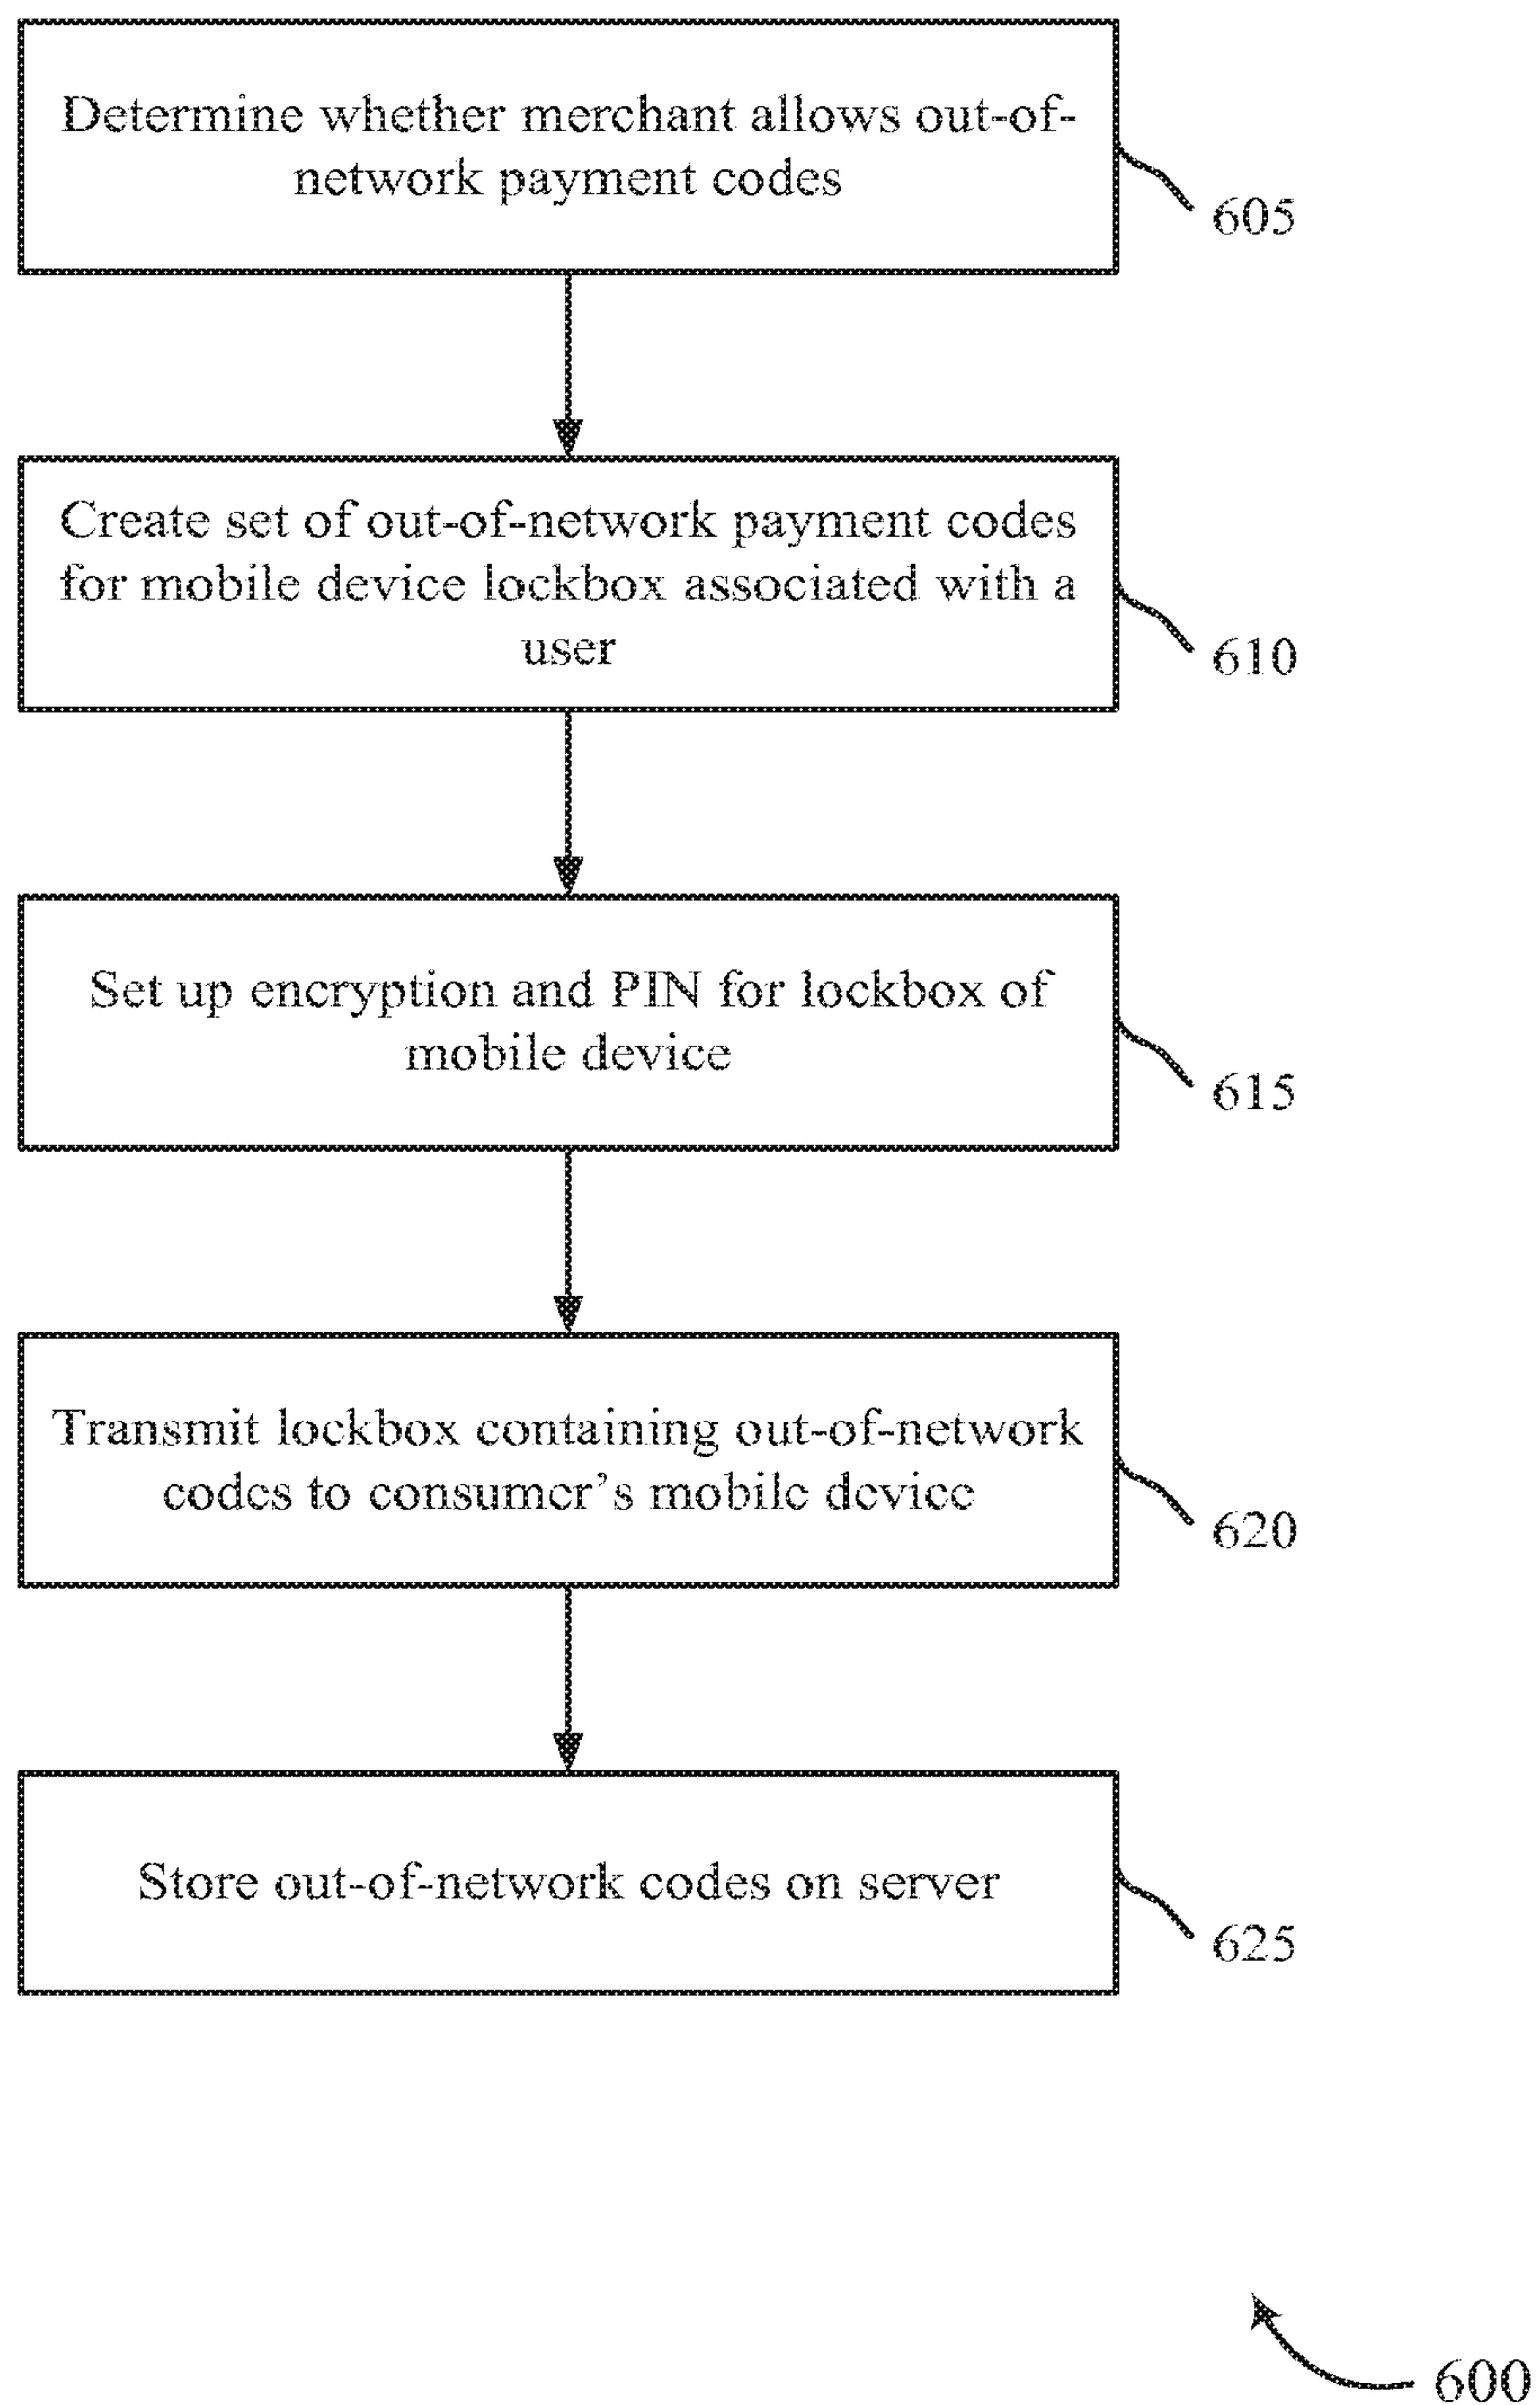 Determine whether merchant allows out-of-
network payment codes
605
Create set of out-of-network payment codes
for mobile device lockbox associated with a
user
610
Set up encryption and PIN for lockbox of
mobile device
615
Transmit lockbox containing out-of-network
codes to consumer’s mobile device
620
Store out-of-network codes on server
625
600